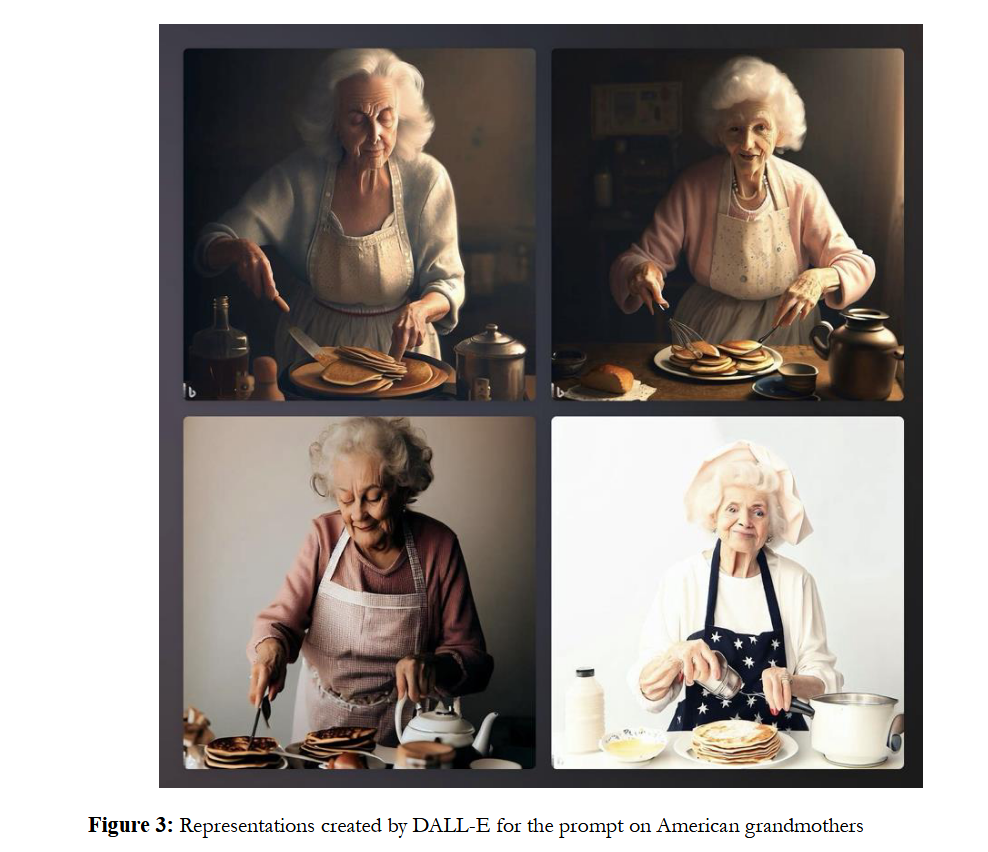 Figure 3: Representations created by DALL-E for the prompt on American grandmothers